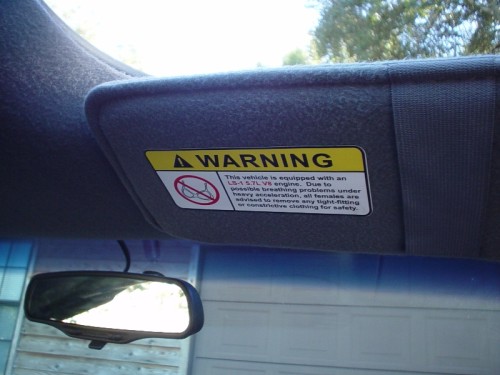 WARNING
This vehicle is equipped with an
LS-1 5.7L V8 engine. Due to
possible breathing problems under
heavy acceleration, all females are
advised to remove any tight-fitting
or constrictive clothing for safety.